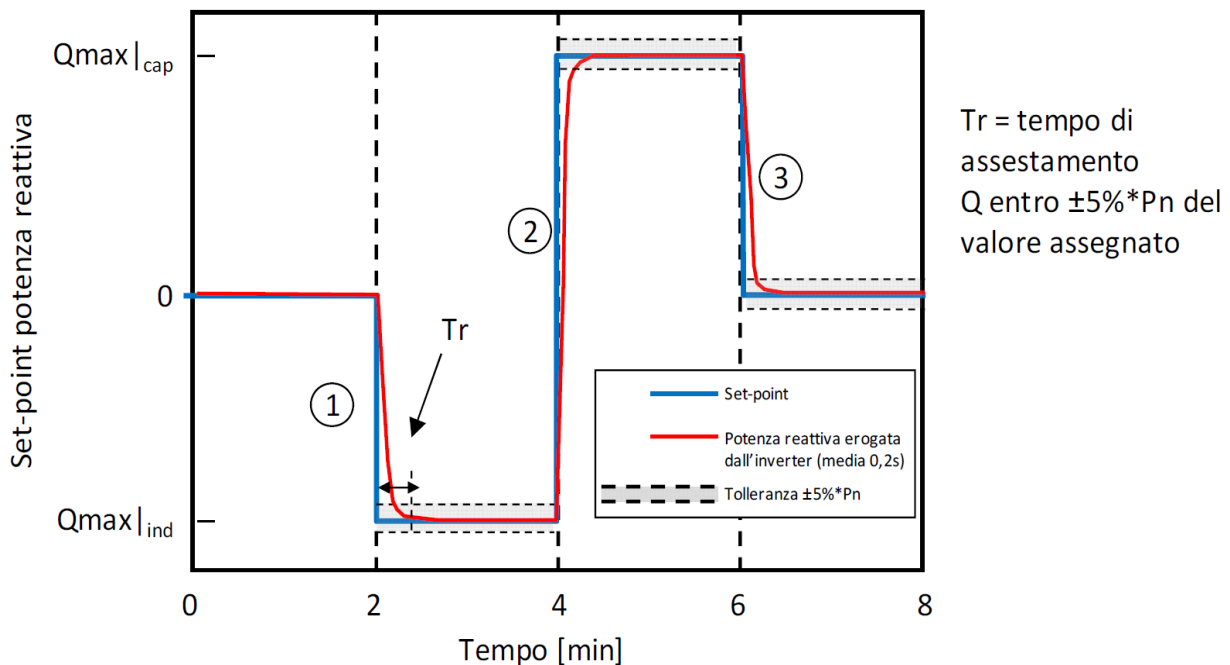 Set-point potenza reattiva
Qmax|cap
0
Qmax|ind
1
Tr
2
3
Set-point
Potenza reattiva erogata
dall'inverter (media 0,2s)
Tolleranza ±5%*Pn
0
2
4
6
8
Tempo [min]
Tr = tempo di
assestamento
Q entro ±5%*Pn del
valore assegnato